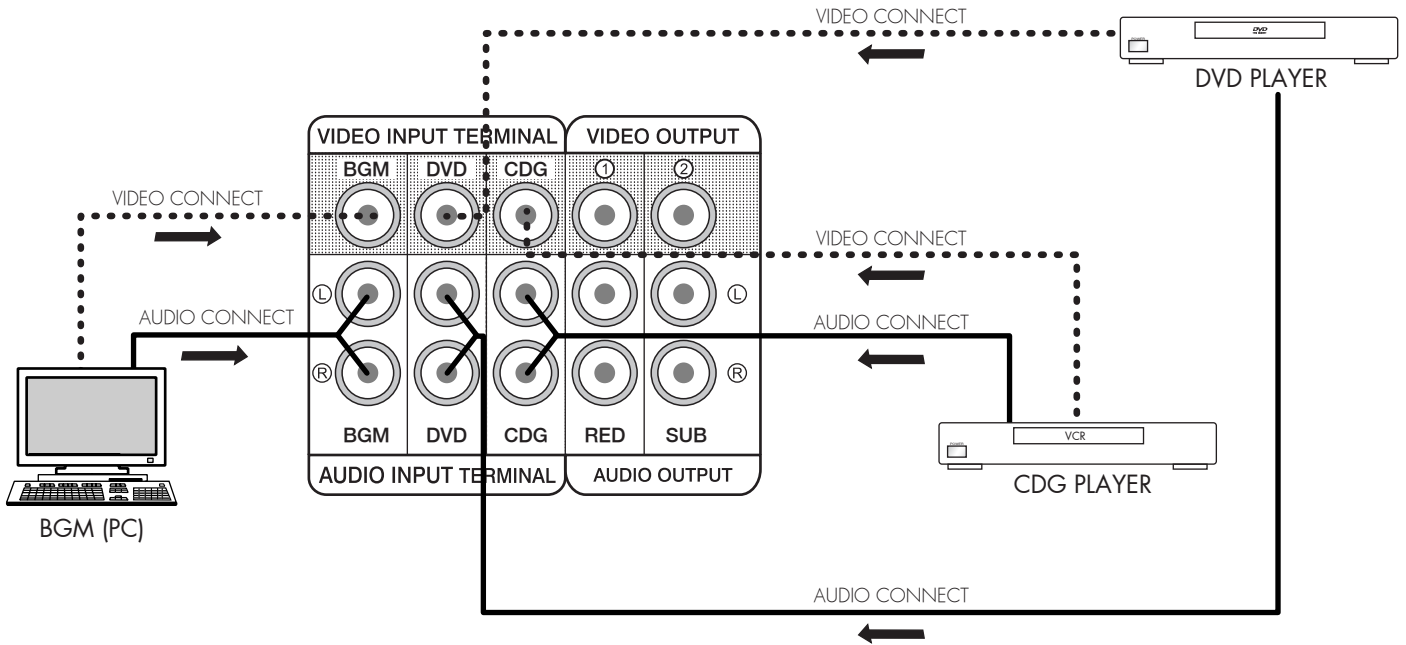 VIDEO CONNECT
POWER
DVD
DVD PLAYER
VIDEO INPUT TERMINAL
VIDEO OUTPUT
BGM
DVD
CDG
1
2
VIDEO CONNECT
VIDEO CONNECT
L
L
AUDIO CONNECT
AUDIO CONNECT
R
R
BGM
DVD
CDG
RED
SUB
POWER
VCR
AUDIO INPUT TERMINAL
AUDIO OUTPUT
CDG PLAYER
BGM (PC)
AUDIO CONNECT